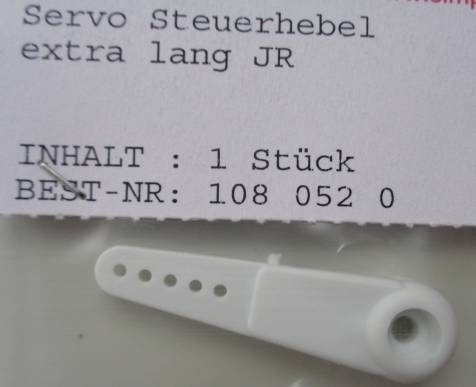 Servo Steuerhebel
extra lang JR
INHALT : 1 Stück
BEST-NR: 108 052 0